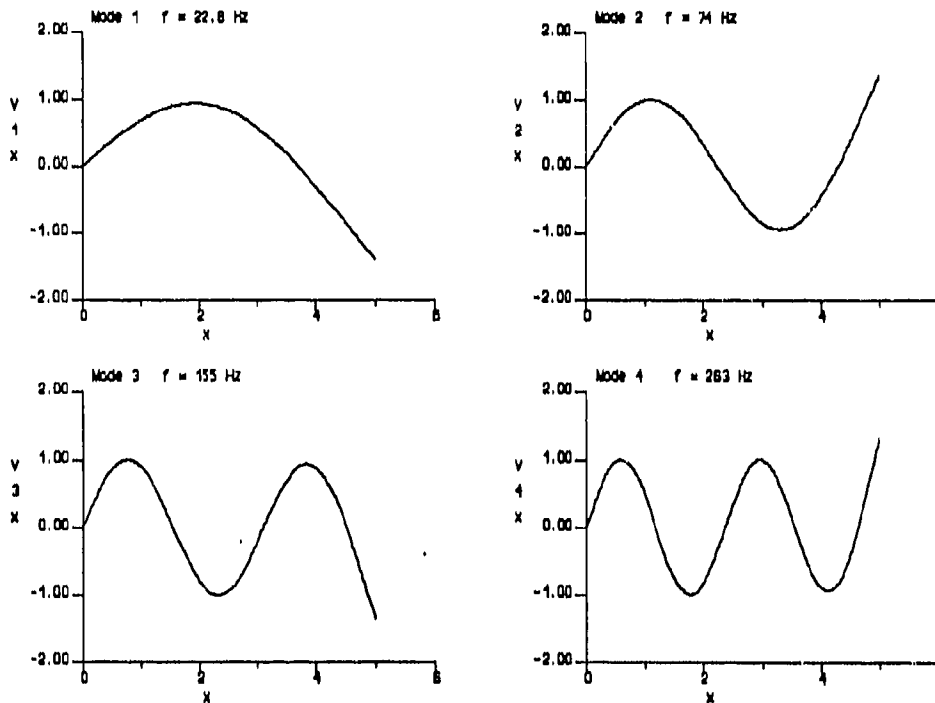 Mode 1 f = 22.8 Hz
2.00
1.00
0.00
-1.00
-2.00
V
1
X
0 2 4 6
X
Mode 2 f = 74 Hz
2.00
1.00
0.00
-1.00
-2.00
V
2
X
0 2 4
X
Mode 3 f = 155 Hz
2.00
1.00
0.00
-1.00
-2.00
V
3
X
0 2 4 6
X
Mode 4 f = 263 Hz
2.00
1.00
0.00
-1.00
-2.00
V
4
X
0 2 4
X